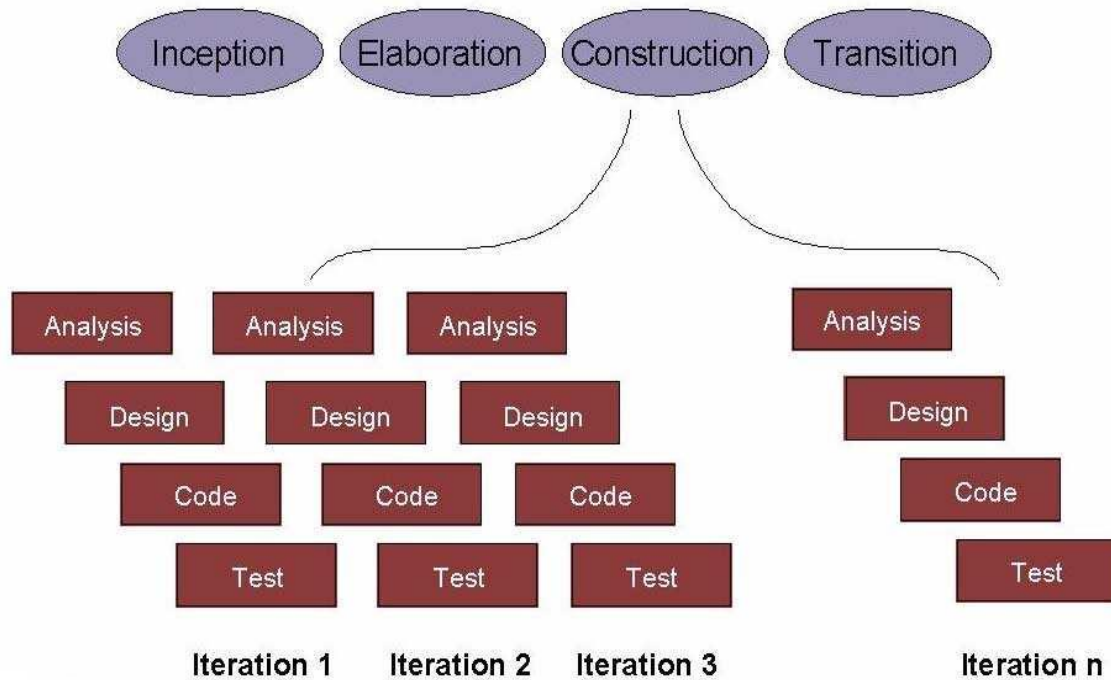 Inception Elaboration Construction Transition
Analysis Analysis Analysis Analysis
Design Design Design Design
Code Code Code Code
Test Test Test Test
Iteration 1 Iteration 2 Iteration 3 Iteration n